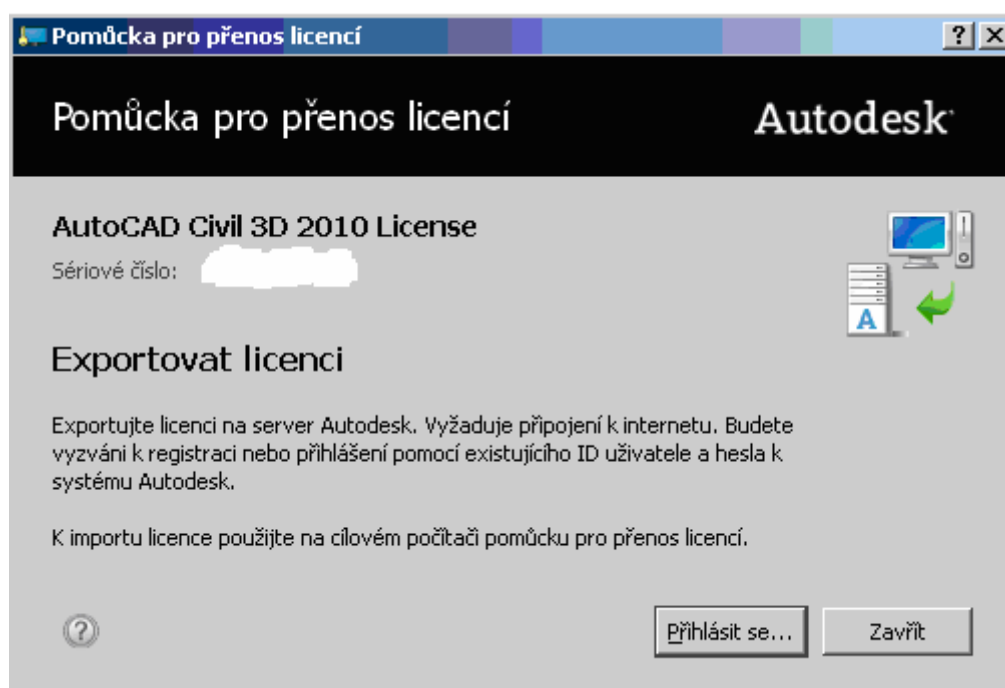 Pomůcka pro přenos licencí
Pomůcka pro přenos licencí
Autodesk
AutoCAD Civil 3D 2010 License
Sériové číslo:
Exportovat licenci
Exportujte licenci na server Autodesk. Vyžaduje připojení k internetu. Budete
vyzváni k registraci nebo přihlášení pomocí existujícího ID uživatele a hesla k
systému Autodesk.
K importu licence použijte na cílovém počítači pomůcku pro přenos licencí.
Přihlásit se...
Zavřít